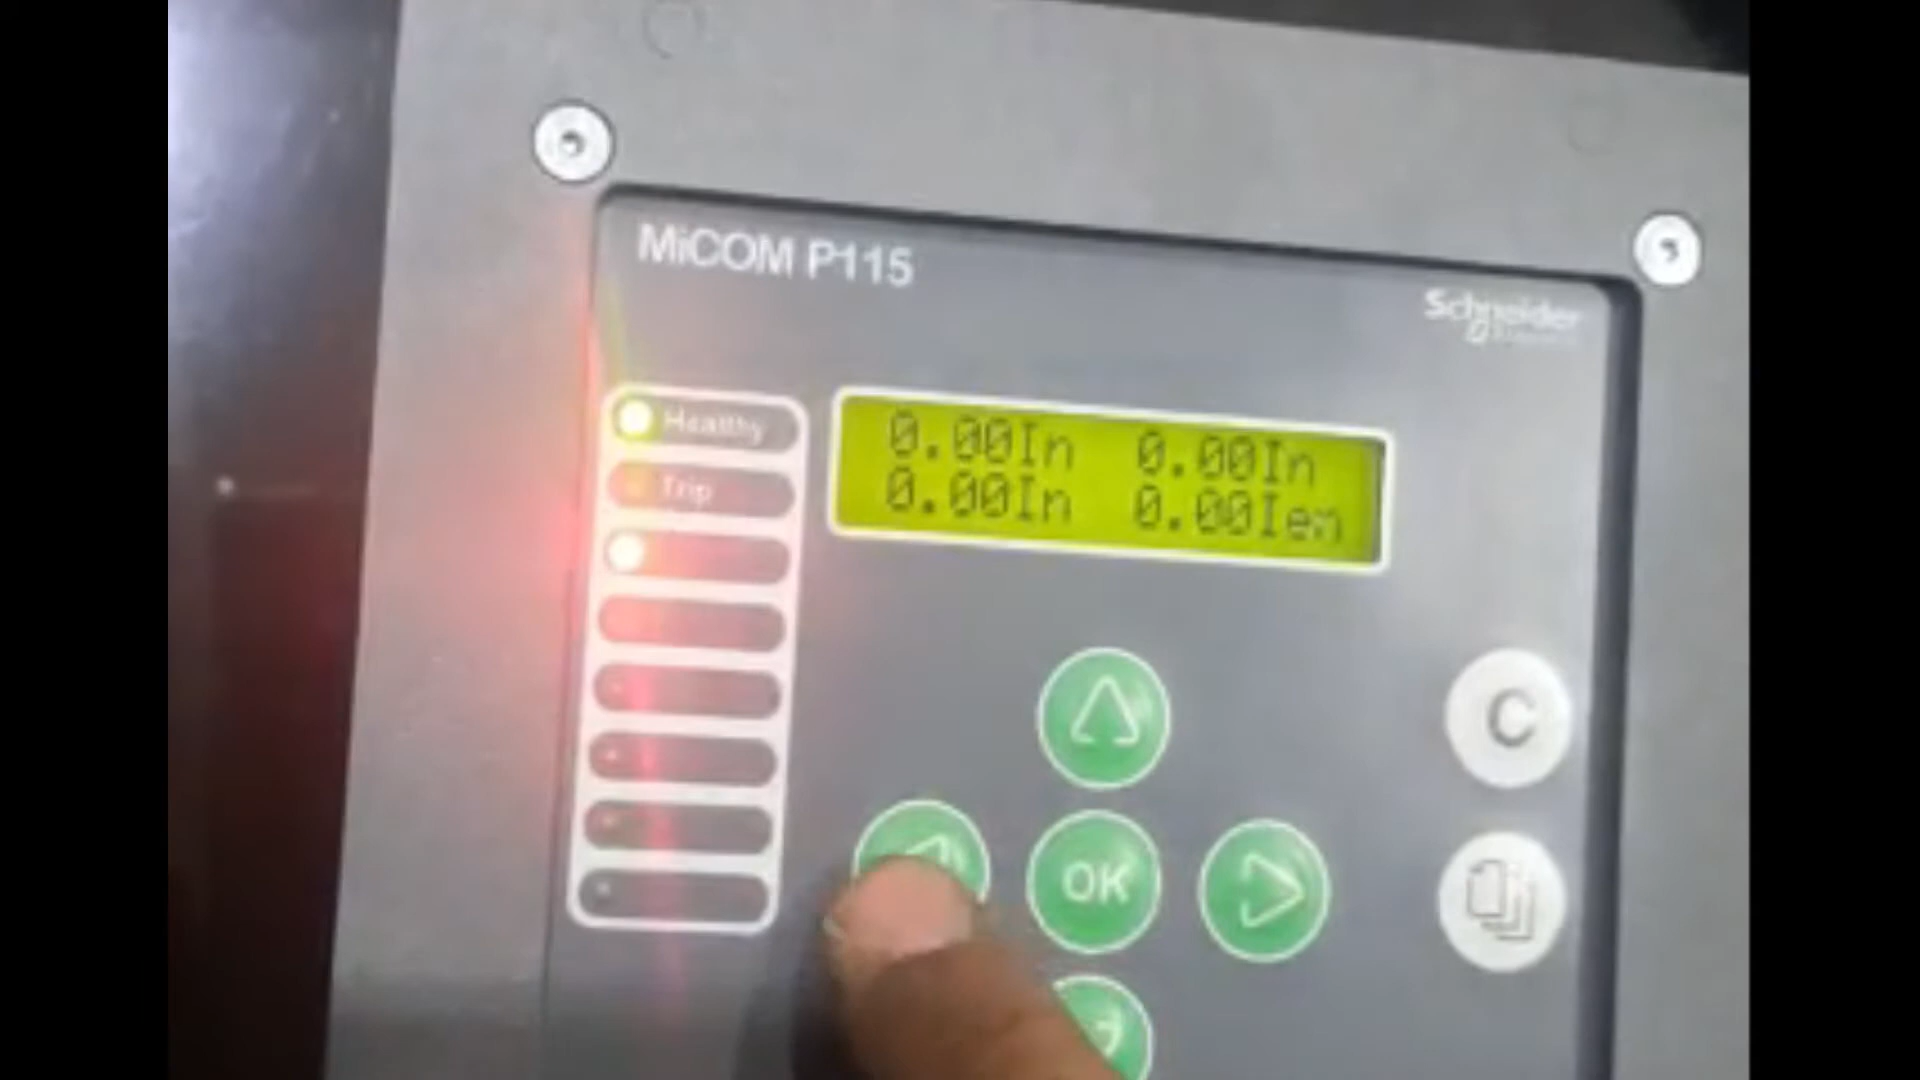 MiCOM P115
Schneider
Healthy
Trip
0.00In 0.00In
0.00In 0.00Ien
C
OK